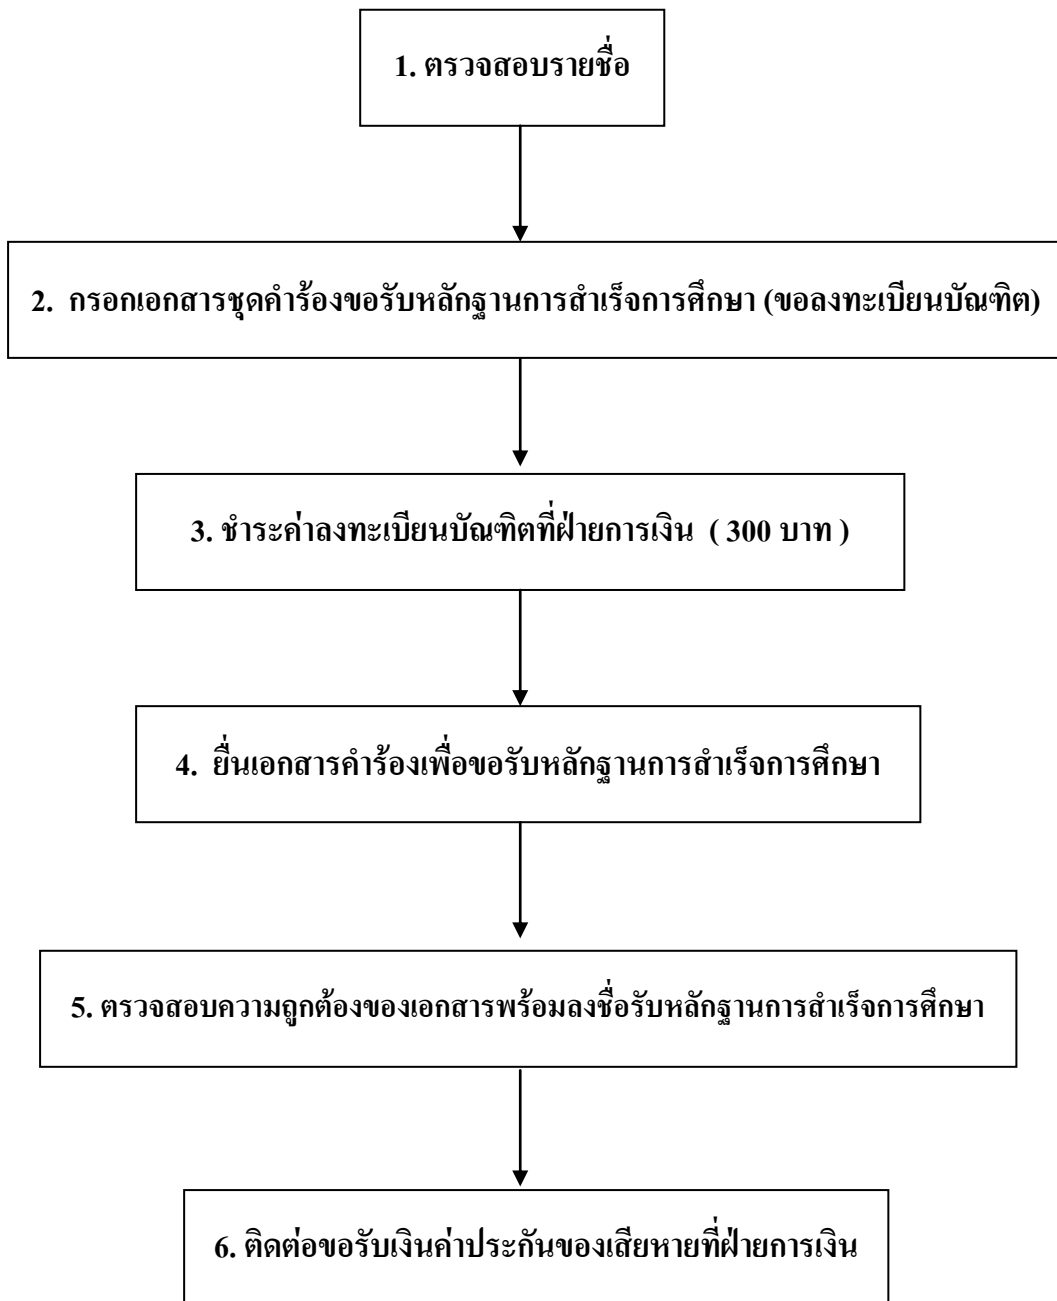 1. ตรวจสอบรายชื่อ
2. กรอกเอกสารชุดคำร้องขอรับหลักฐานการสำเร็จการศึกษา (ขอลงทะเบียนบัณฑิต)
3. ชำระค่าลงทะเบียนบัณฑิตที่ฝ่ายการเงิน ( 300 บาท )
4. ยื่นเอกสารคำร้องเพื่อขอรับหลักฐานการสำเร็จการศึกษา
5. ตรวจสอบความถูกต้องของเอกสารพร้อมลงชื่อรับหลักฐานการสำเร็จการศึกษา
6. ติดต่อขอรับเงินค่าประกันของเสียหายที่ฝ่ายการเงิน